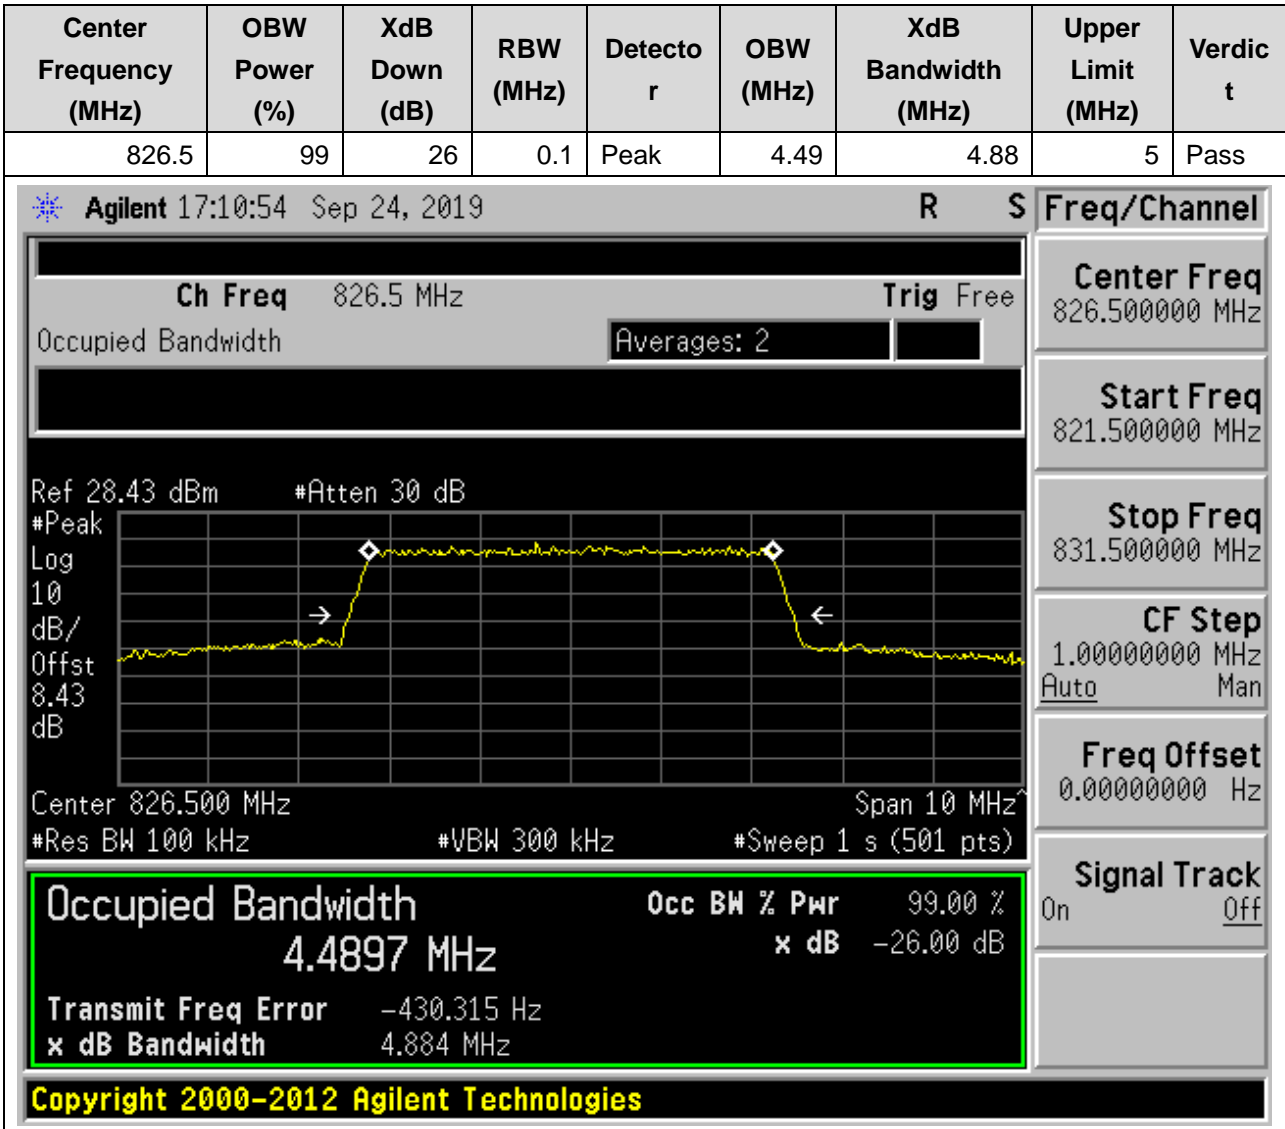 Center Frequency (MHz) OBW Power (%) XdB Down (dB) RBW (MHz) Detecto r OBW (MHz) XdB Bandwidth (MHz) Upper Limit (MHz) Verdic t
826.5 99 26 0.1 Peak 4.49 4.88 5 Pass
Agilent 17:10:54 Sep 24, 2019 R S
Ch Freq 826.5 MHz Trig Free
Occupied Bandwidth Averages: 2
Ref 28.43 dBm #Atten 30 dB
#Peak
Log
10
dB/
Offst
8.43
dB
Center 826.500 MHz Span 10 MHz^
#Res BW 100 kHz #VBW 300 kHz #Sweep 1 s (501 pts)
Occupied Bandwidth Occ BW % Pwr 99.00 %
4.4897 MHz x dB -26.00 dB
Transmit Freq Error -430.315 Hz
x dB Bandwidth 4.884 MHz
Copyright 2000-2012 Agilent Technologies
Freq/Channel
Center Freq
826.500000 MHz
Start Freq
821.500000 MHz
Stop Freq
831.500000 MHz
CF Step
1.00000000 MHz
Auto Man
Freq Offset
0.00000000 Hz
Signal Track
On Off